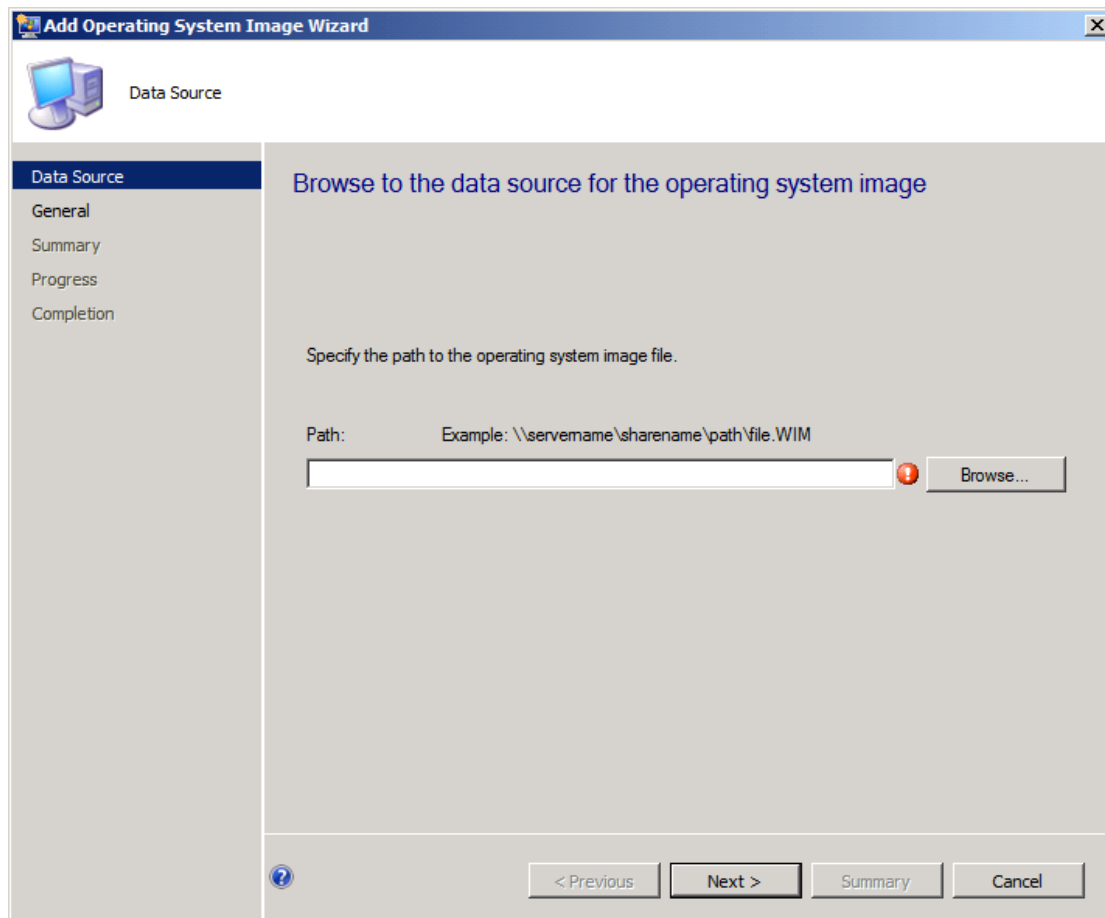 Add Operating System Image Wizard
Data Source
Data Source
General
Summary
Progress
Completion
Browse to the data source for the operating system image
Specify the path to the operating system image file.
Path: Example: \\servername\sharename\path\file.WIM
Browse...
< Previous Next > Summary Cancel